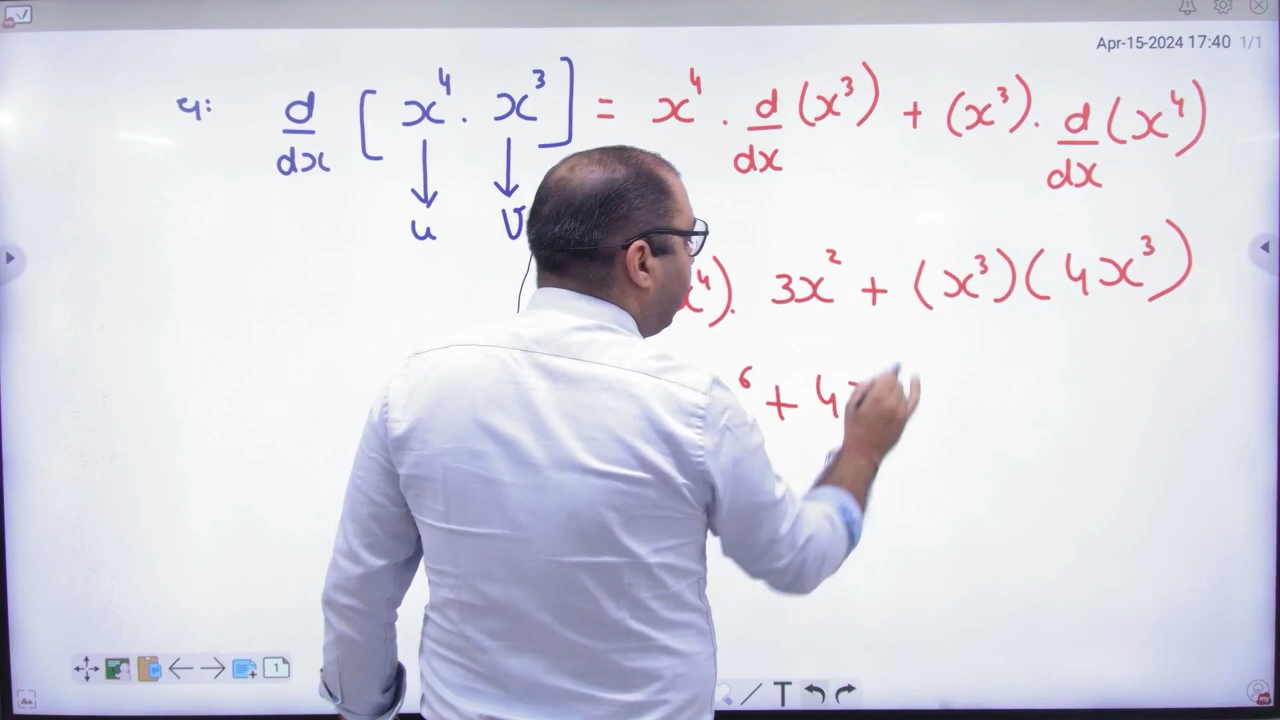 Apr-15-2024 17:40 1/1
d/dx [x⁴ . x³] = x⁴ . d/dx (x³) + (x³) . d/dx (x⁴)
u v
x⁴). 3x² + (x³)(4x³)
⁶ + 4
1 T